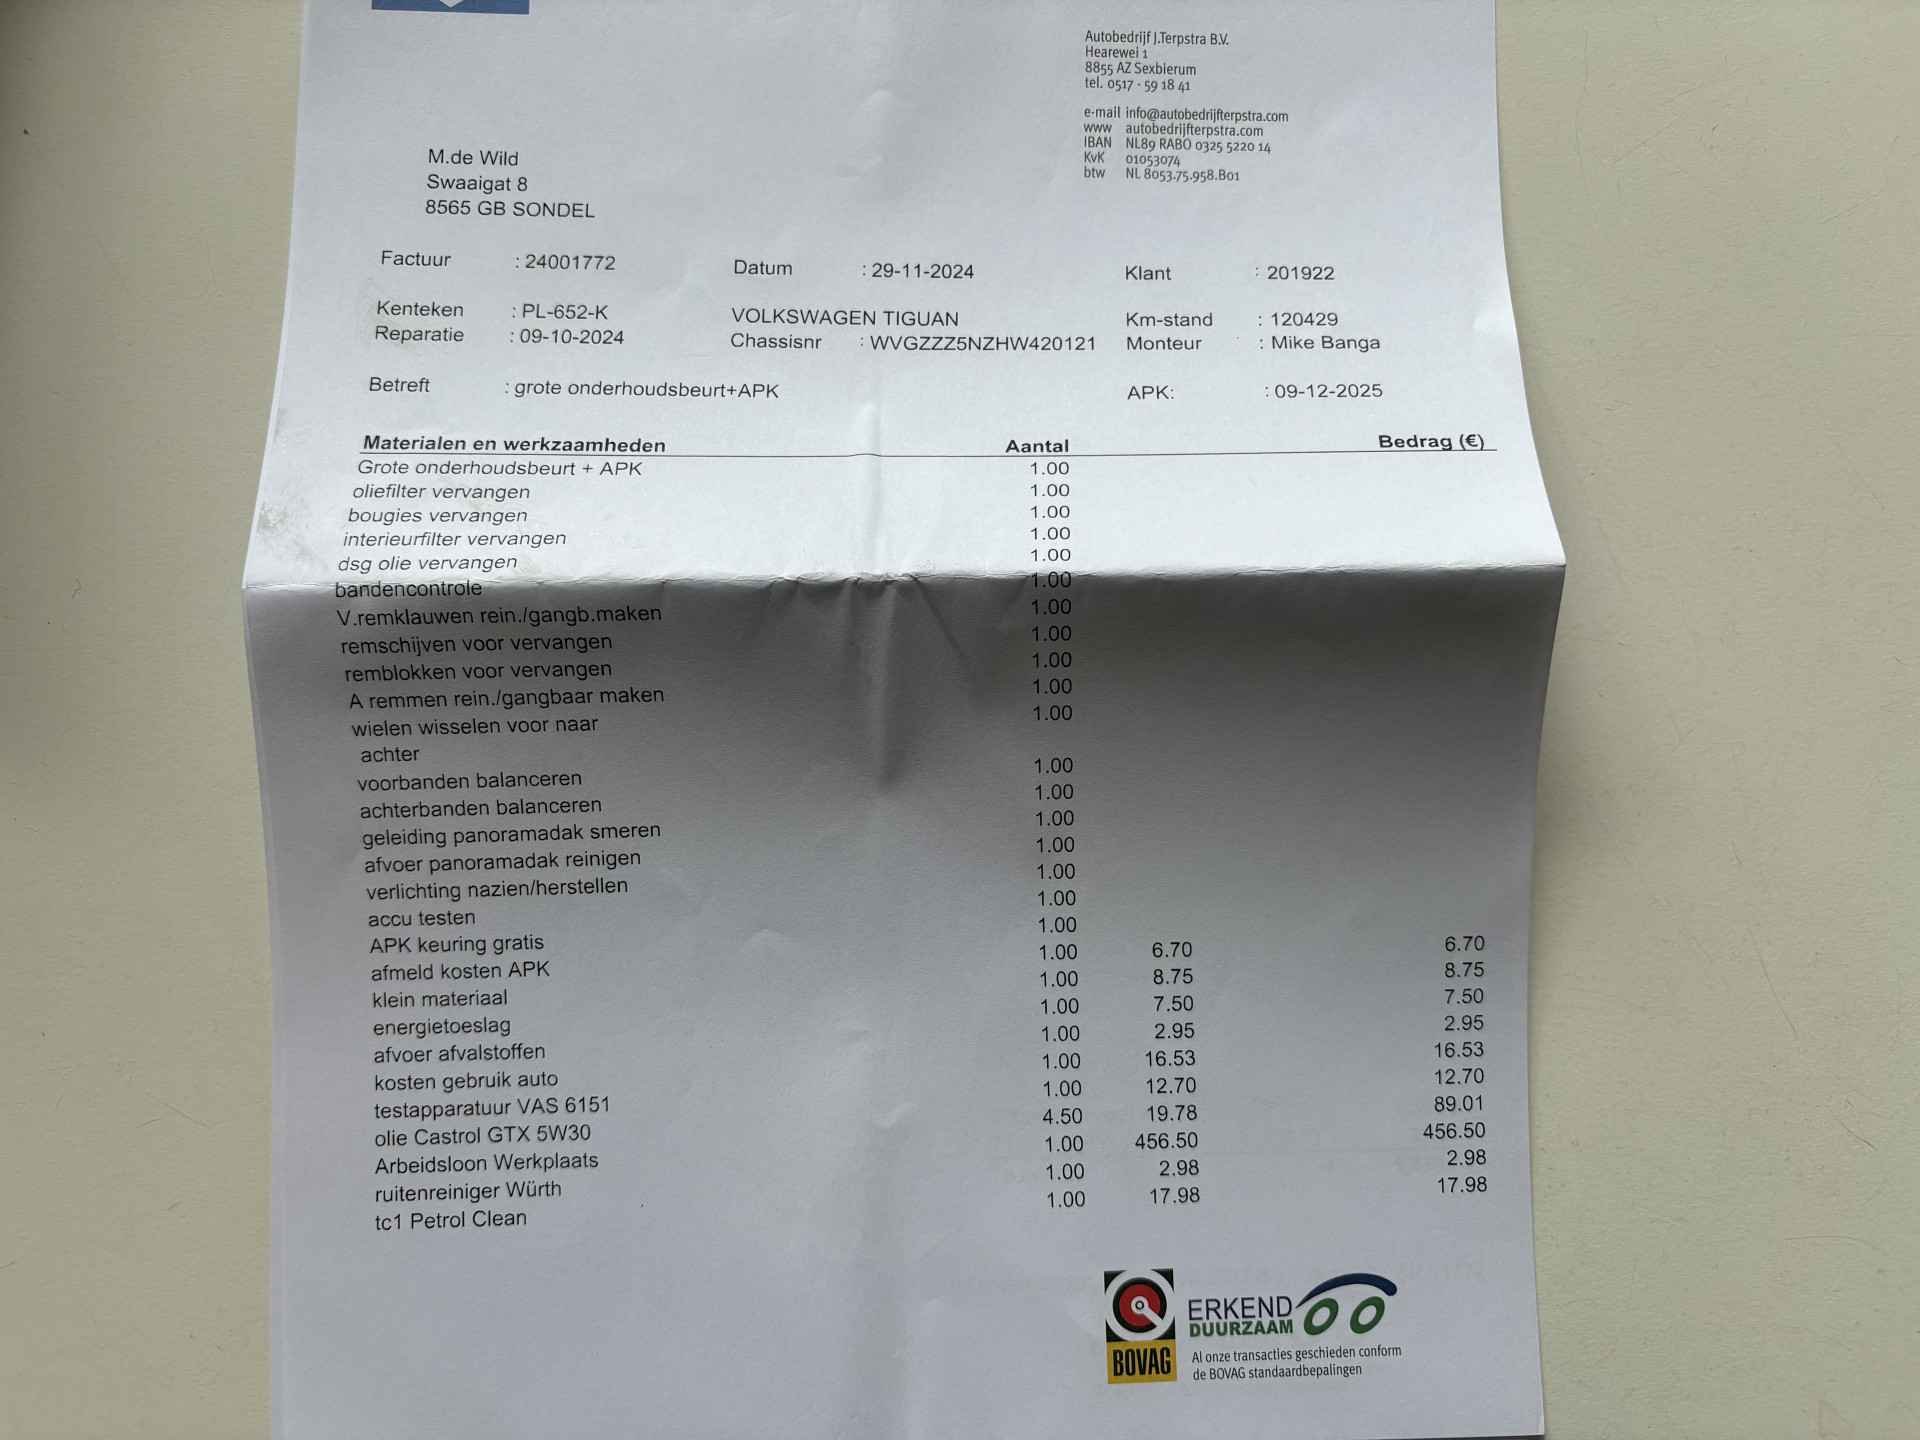 Autobedrijf J.Terpstra B.V.
Hearewei 1
8855 AZ Sexbierum
tel. 0517 - 59 18 41
e-mail info@autobedrijfterpstra.com
www autobedrijfterpstra.com
IBAN NL89 RABO 0325 5220 14
KvK 01053074
btw NL 8053.75.958.B01
M.de Wild
Swaaigat 8
8565 GB SONDEL
Factuur : 24001772 Datum : 29-11-2024 Klant : 201922
Kenteken : PL-652-K VOLKSWAGEN TIGUAN Km-stand : 120429
Reparatie : 09-10-2024 Chassisnr : WVGZZZ5NZHW420121 Monteur : Mike Banga
Betreft : grote onderhoudsbeurt+APK APK: : 09-12-2025
Materialen en werkzaamheden Aantal Bedrag (€)
Grote onderhoudsbeurt + APK 1.00
oliefilter vervangen 1.00
bougies vervangen 1.00
interieurfilter vervangen 1.00
dsg olie vervangen 1.00
bandencontrole 1.00
V.remklauwen rein./gangb.maken 1.00
remschijven voor vervangen 1.00
remblokken voor vervangen 1.00
A remmen rein./gangbaar maken 1.00
wielen wisselen voor naar 1.00
achter
voorbanden balanceren 1.00
achterbanden balanceren 1.00
geleiding panoramadak smeren 1.00
afvoer panoramadak reinigen 1.00
verlichting nazien/herstellen 1.00
accu testen 1.00
APK keuring gratis 1.00
afmeld kosten APK 1.00 6.70 6.70
klein materiaal 1.00 8.75 8.75
energietoeslag 1.00 7.50 7.50
afvoer afvalstoffen 1.00 2.95 2.95
kosten gebruik auto 1.00 16.53 16.53
testapparatuur VAS 6151 1.00 12.70 12.70
olie Castrol GTX 5W30 4.50 19.78 89.01
Arbeidsloon Werkplaats 1.00 456.50 456.50
ruitenreiniger Würth 1.00 2.98 2.98
tc1 Petrol Clean 1.00 17.98 17.98
BOVAG
ERKEND
DUURZAAM
Al onze transacties geschieden conform
de BOVAG standaardbepalingen